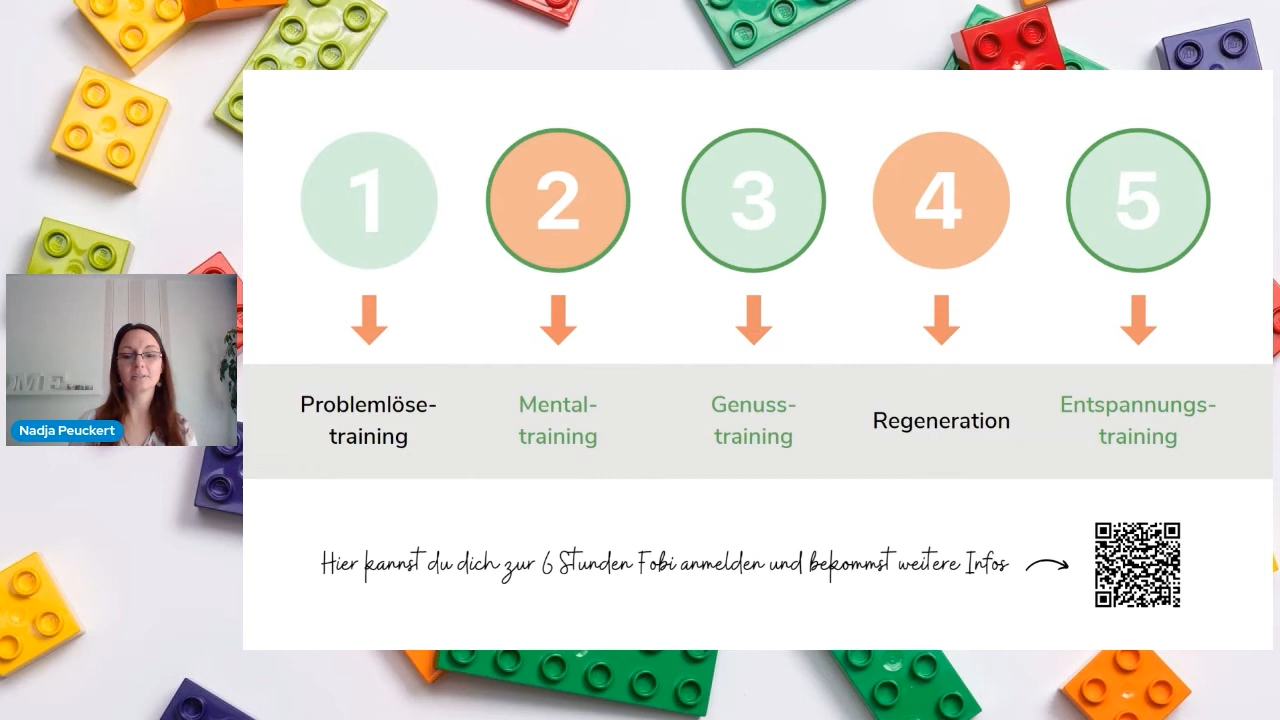 1
2
3
4
5
Problemlöse-
training
Mental-
training
Genuss-
training
Regeneration
Entspannungs-
training
Nadja Peuckert
Hier kannst du dich zur 6 Stunden Fobi anmelden und bekommst weitere Infos